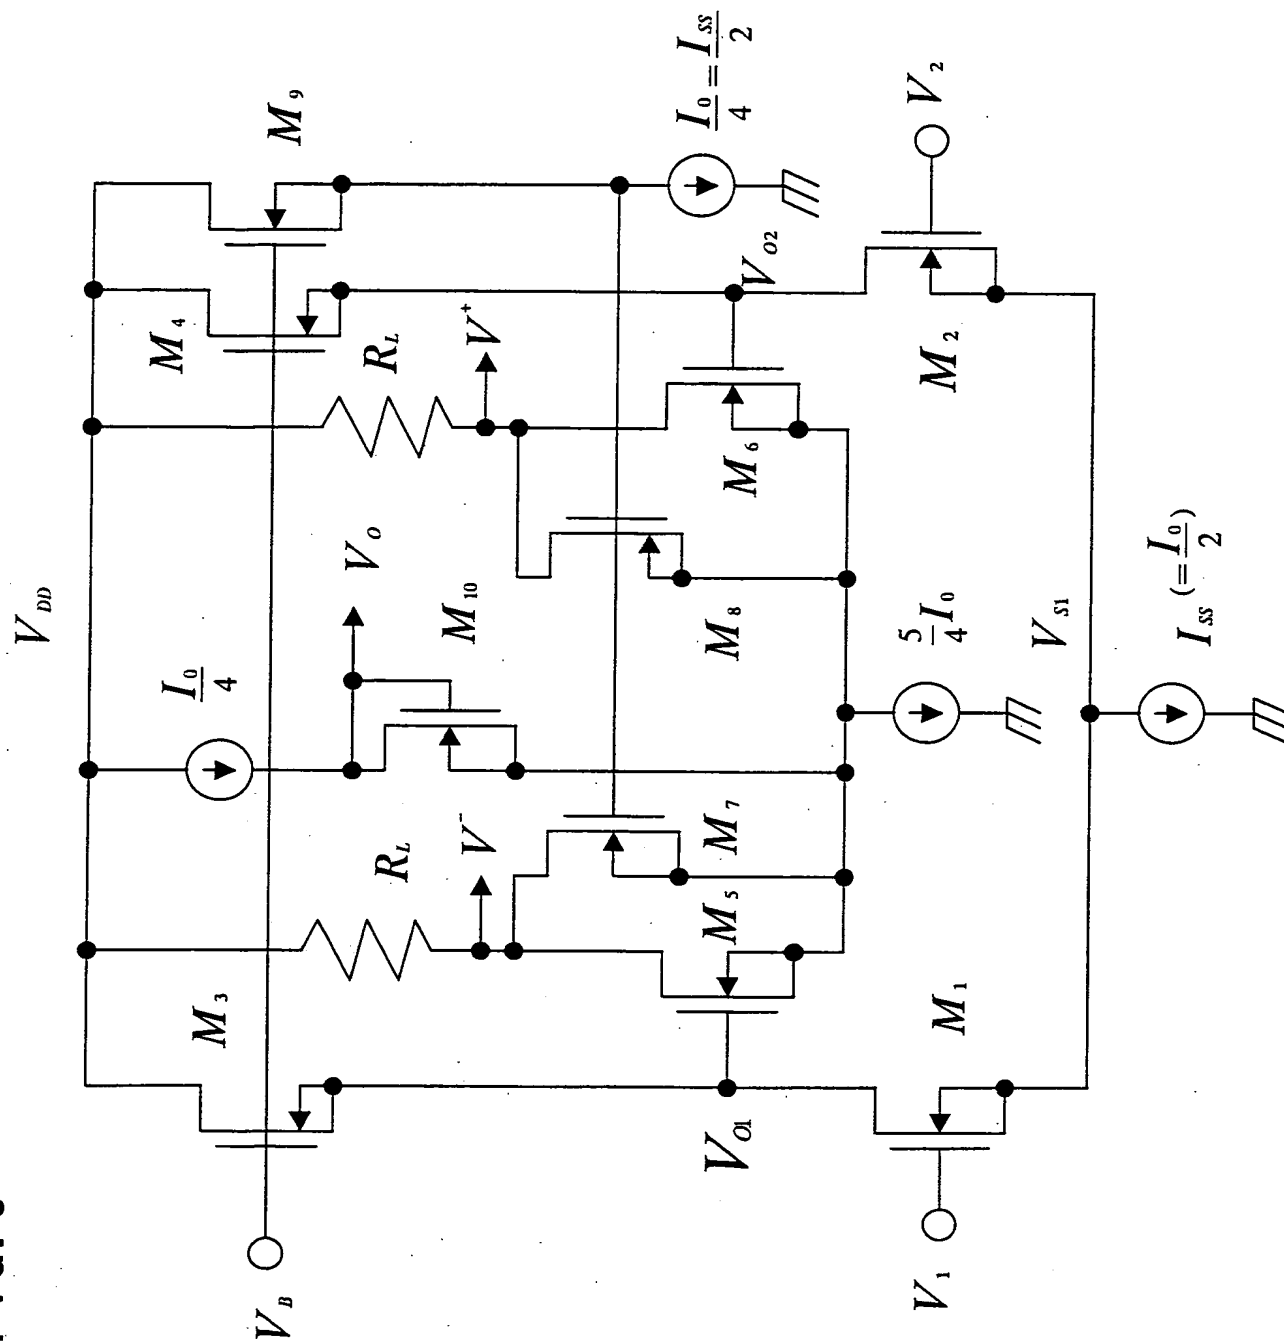 V_DD
V_B
M_3
I_0/4
M_4
M_9
R_L
V^-
V_O
M_10
R_L
V^+
I_0/4 = I_SS/2
V_O1
M_5
M_7
M_8
M_6
V_O2
5/4 I_0
V_1
M_1
V_S1
M_2
V_2
I_SS (= I_0/2)